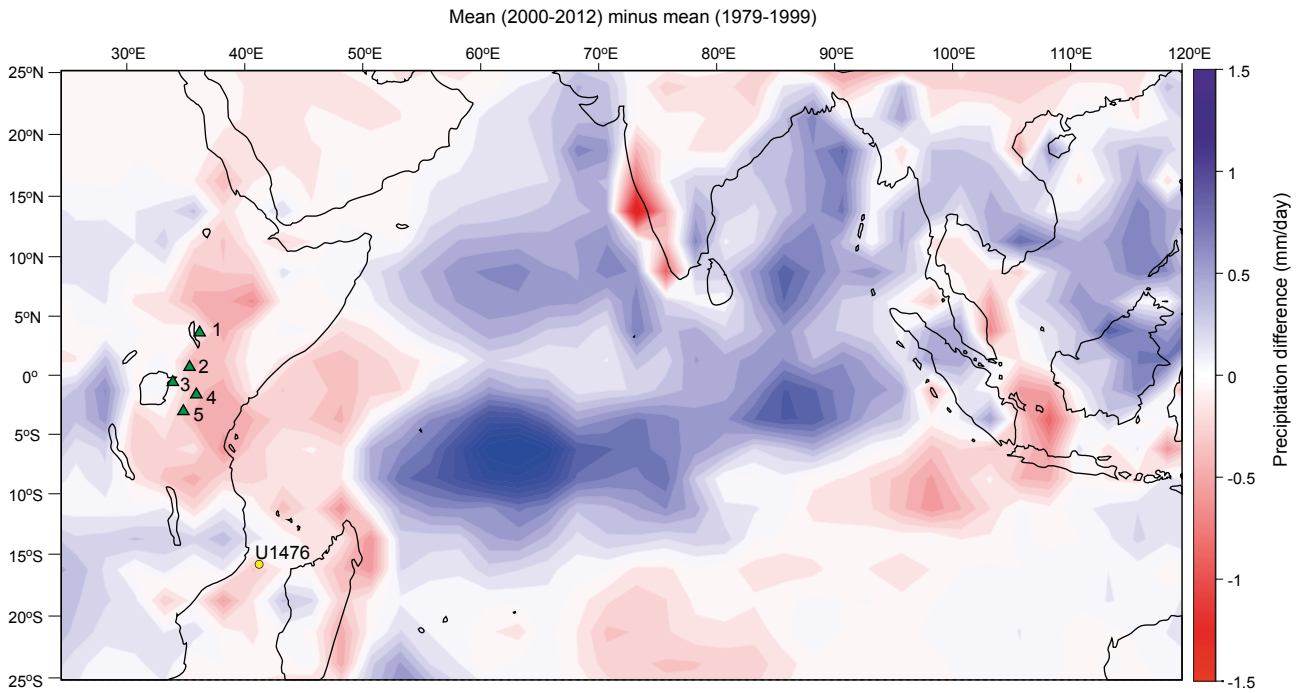 Mean (2000-2012) minus mean (1979-1999)
30ºE 40ºE 50ºE 60ºE 70ºE 80ºE 90ºE 100ºE 110ºE 120ºE
25ºN
20ºN
15ºN
10ºN
5ºN
0º
5ºS
10ºS
15ºS
20ºS
25ºS
1
2
3
4
5
U1476
1.5
1
0.5
0
-0.5
-1
-1.5
Precipitation difference (mm/day)